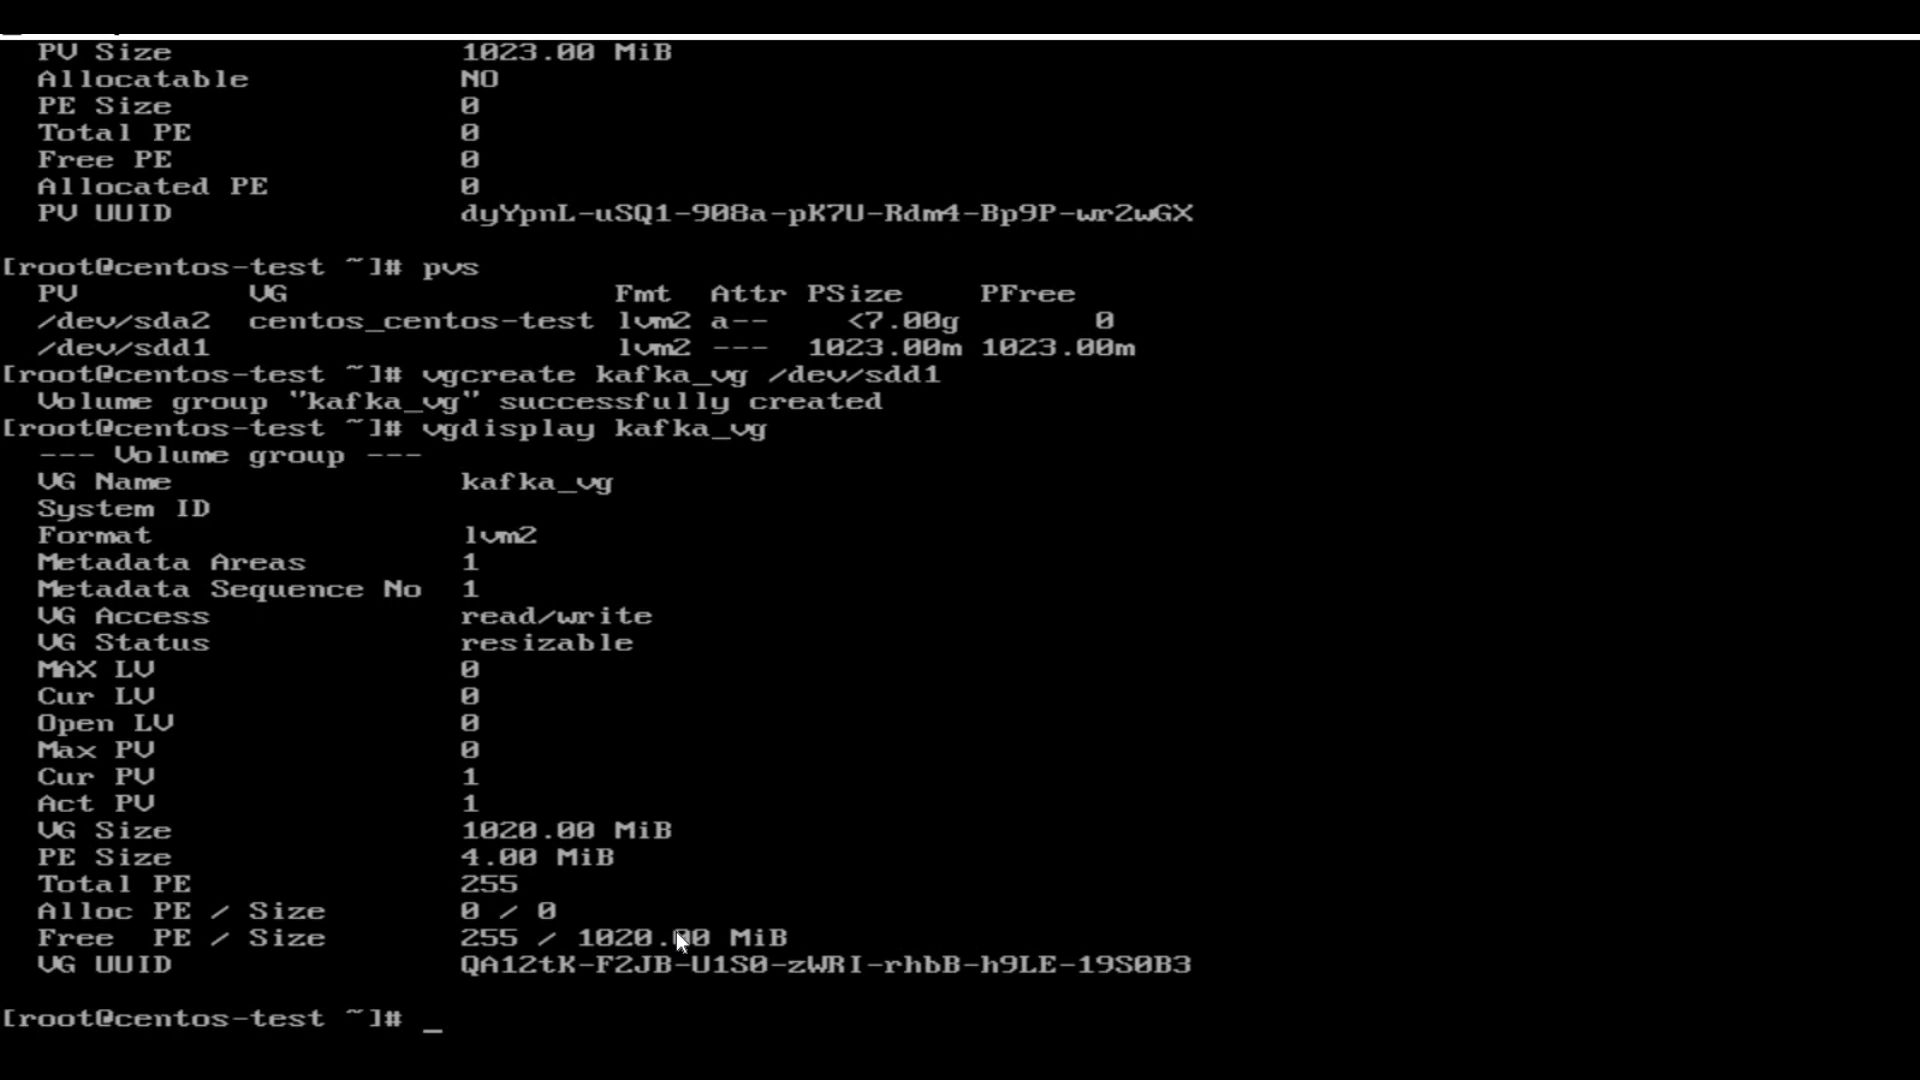 PV Size 1023.00 MiB
Allocatable NO
PE Size 0
Total PE 0
Free PE 0
Allocated PE 0
PV UUID dyYpnL-uSQ1-908a-pK7U-Rdm4-Bp9P-wr2wGX
[root@centos-test ~]# pvs
PV VG Fmt Attr PSize PFree
/dev/sda2 centos_centos-test lvm2 a-- <7.00g 0
/dev/sdd1 lvm2 --- 1023.00m 1023.00m
[root@centos-test ~]# vgcreate kafka_vg /dev/sdd1
Volume group "kafka_vg" successfully created
[root@centos-test ~]# vgdisplay kafka_vg
--- Volume group ---
VG Name kafka_vg
System ID
Format lvm2
Metadata Areas 1
Metadata Sequence No 1
VG Access read/write
VG Status resizable
MAX LV 0
Cur LV 0
Open LV 0
Max PV 0
Cur PV 1
Act PV 1
VG Size 1020.00 MiB
PE Size 4.00 MiB
Total PE 255
Alloc PE / Size 0 / 0
Free PE / Size 255 / 1020.00 MiB
VG UUID QA12tK-F2JB-U1S0-zWRI-rhbB-h9LE-19S0B3
[root@centos-test ~]# _